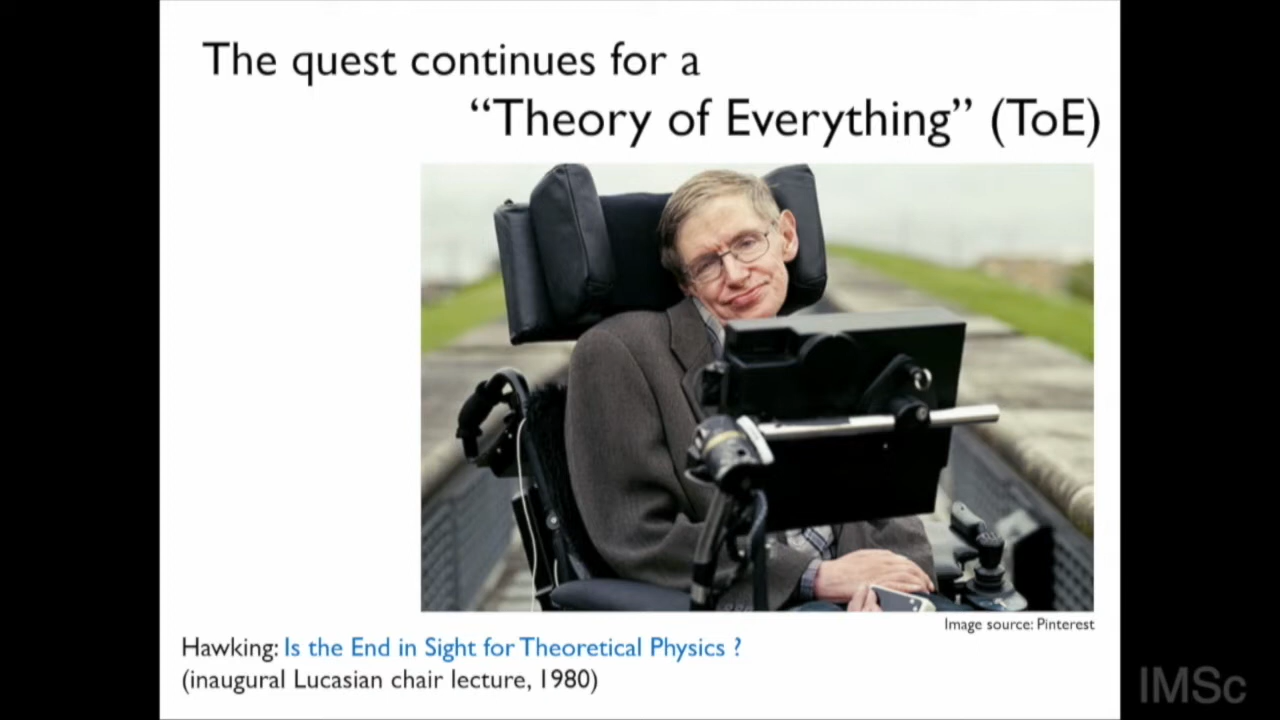 The quest continues for a
“Theory of Everything” (ToE)
Image source: Pinterest
Hawking: Is the End in Sight for Theoretical Physics ?
(inaugural Lucasian chair lecture, 1980)
IMSc